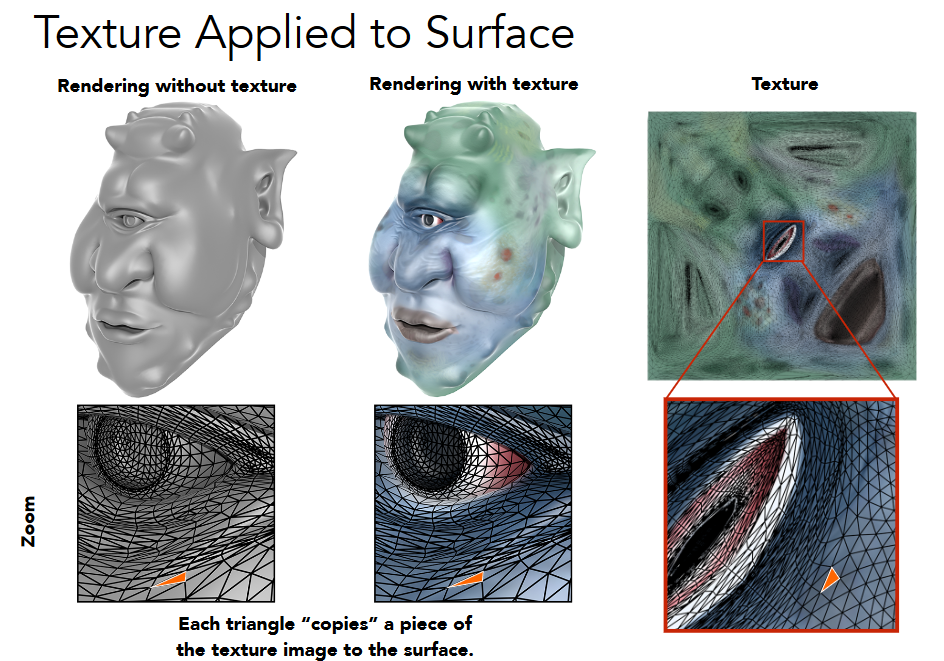 Texture Applied to Surface
Rendering without texture
Rendering with texture
Texture
Zoom
Each triangle “copies” a piece of
the texture image to the surface.